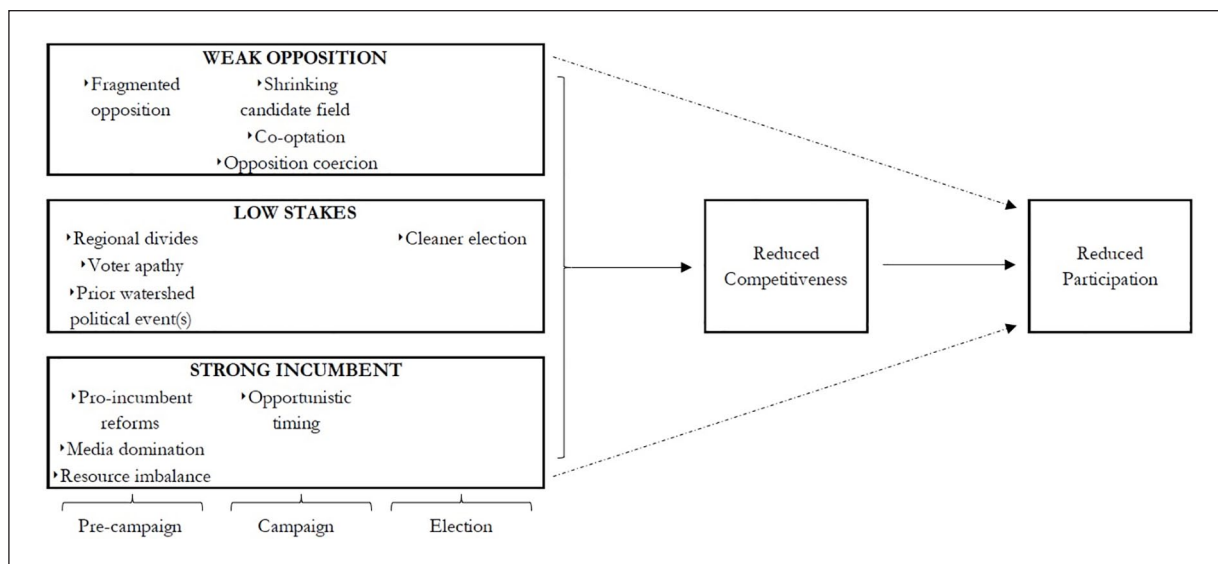 WEAK OPPOSITION
‣Fragmented
opposition
‣Shrinking
candidate field
‣Co-optation
‣Opposition coercion
LOW STAKES
‣Regional divides
‣Voter apathy
‣Prior watershed
political event(s)
‣Cleaner election
STRONG INCUMBENT
‣Pro-incumbent
reforms
‣Media domination
‣Resource imbalance
‣Opportunistic
timing
Pre-campaign
Campaign
Election
Reduced
Competitiveness
Reduced
Participation